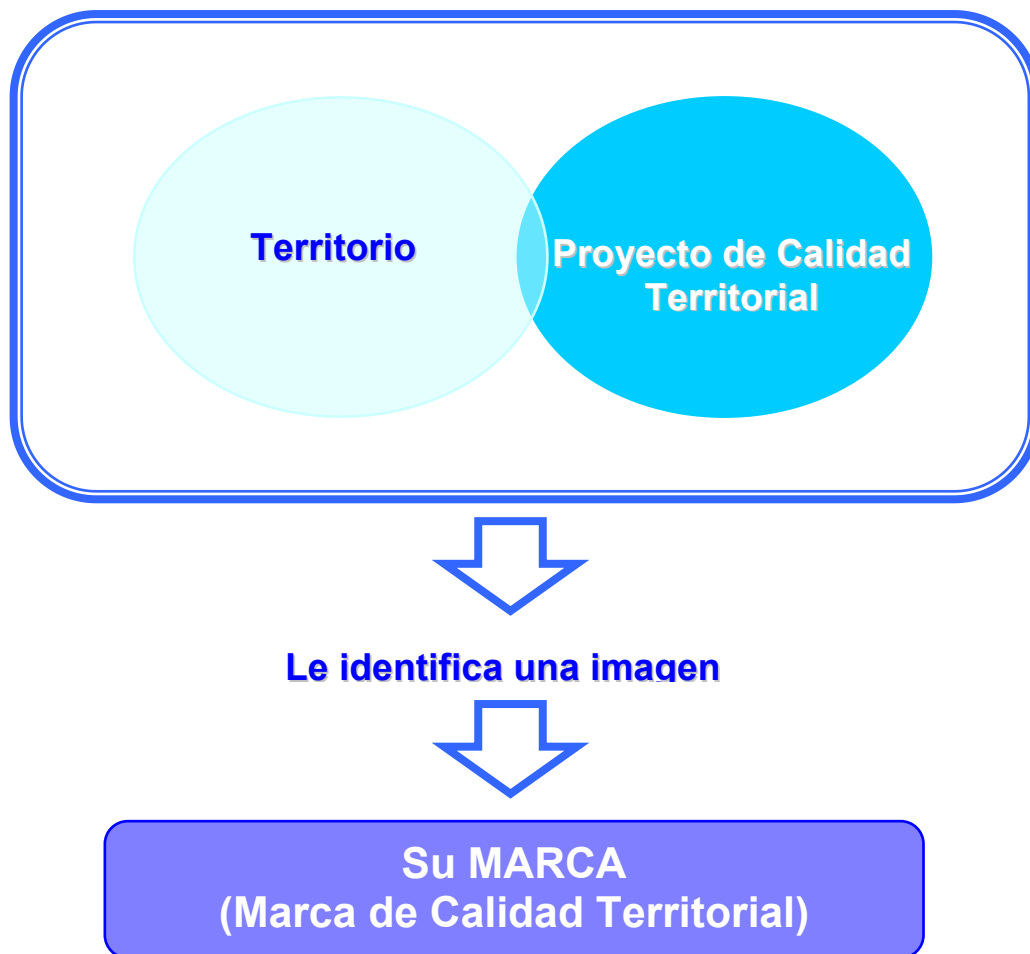 Territorio
Proyecto de Calidad
Territorial
Le identifica una imagen
Su MARCA
(Marca de Calidad Territorial)